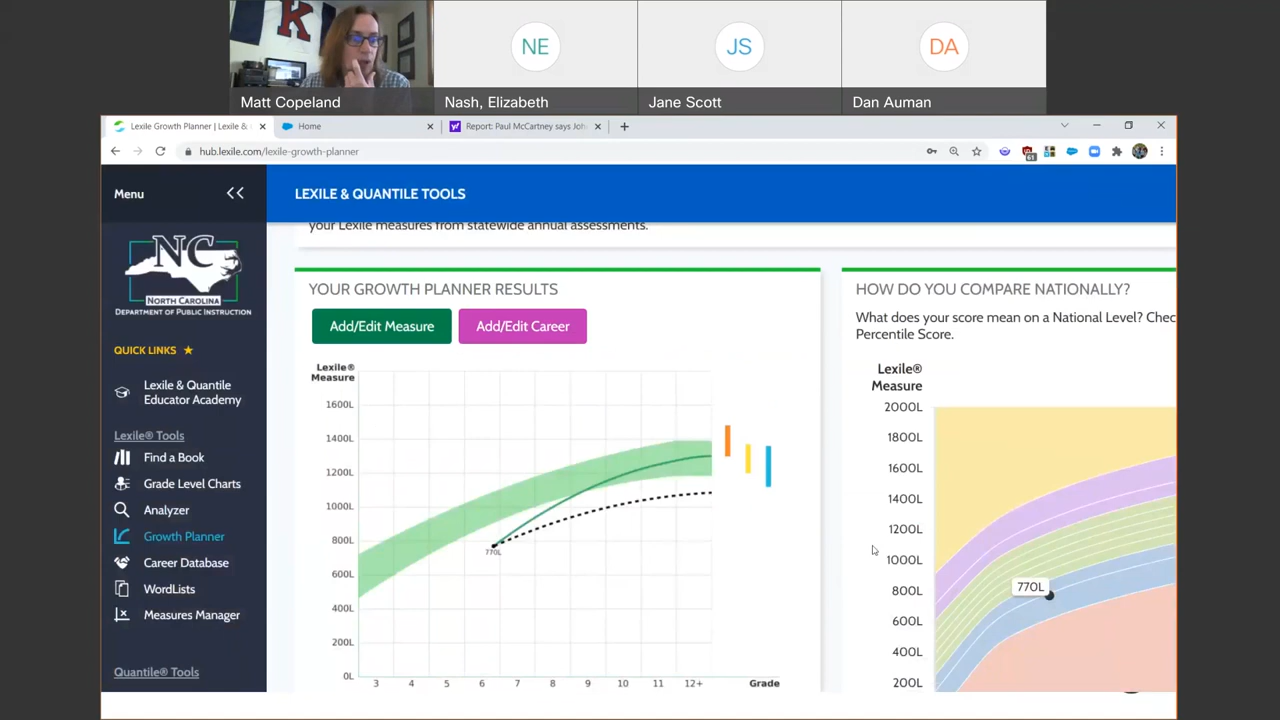 K
NE
JS
DA
Matt Copeland
Nash, Elizabeth
Jane Scott
Dan Auman
Lexile Growth Planner | Lexile &
Home
Report: Paul McCartney says Joh
hub.lexile.com/lexile-growth-planner
61
Menu
LEXILE & QUANTILE TOOLS
your Lexile measures from statewide annual assessments.
NC
NORTH CAROLINA
DEPARTMENT OF PUBLIC INSTRUCTION
QUICK LINKS
Lexile & Quantile
Educator Academy
Lexile® Tools
Find a Book
Grade Level Charts
Analyzer
Growth Planner
Career Database
WordLists
Measures Manager
Quantile® Tools
YOUR GROWTH PLANNER RESULTS
Add/Edit Measure
Add/Edit Career
Lexile®
Measure
1600L
1400L
1200L
1000L
800L
600L
400L
200L
0L
770L
3 4 5 6 7 8 9 10 11 12+ Grade
HOW DO YOU COMPARE NATIONALLY?
What does your score mean on a National Level? Chec
Percentile Score.
Lexile®
Measure
2000L
1800L
1600L
1400L
1200L
1000L
800L
600L
400L
200L
770L